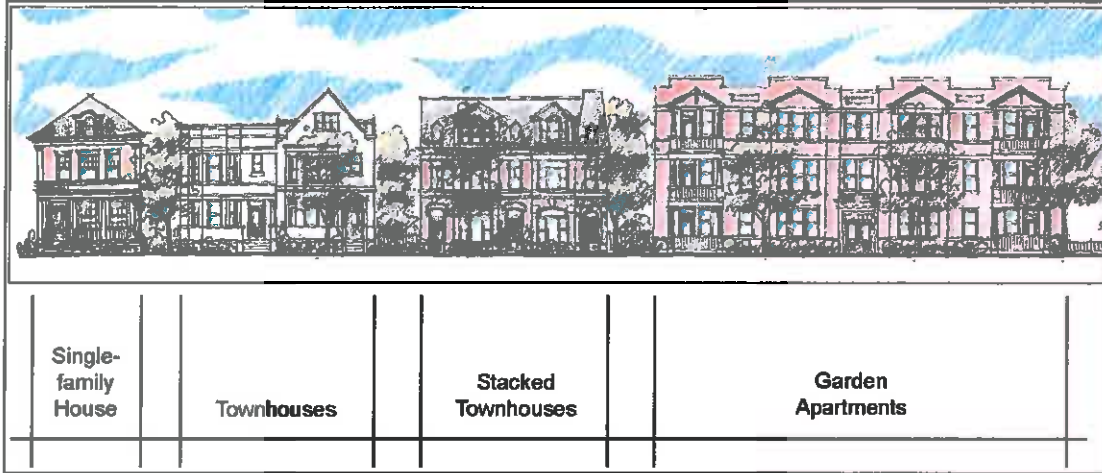 Single-
family
House
Townhouses
Stacked
Townhouses
Garden
Apartments